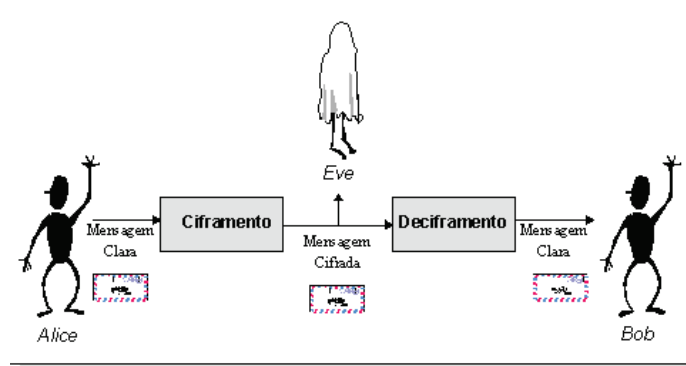 Eve
Ciframento
Deciframento
Mensagem
Clara
Mensagem
Cifrada
Mensagem
Clara
Alice
Bob